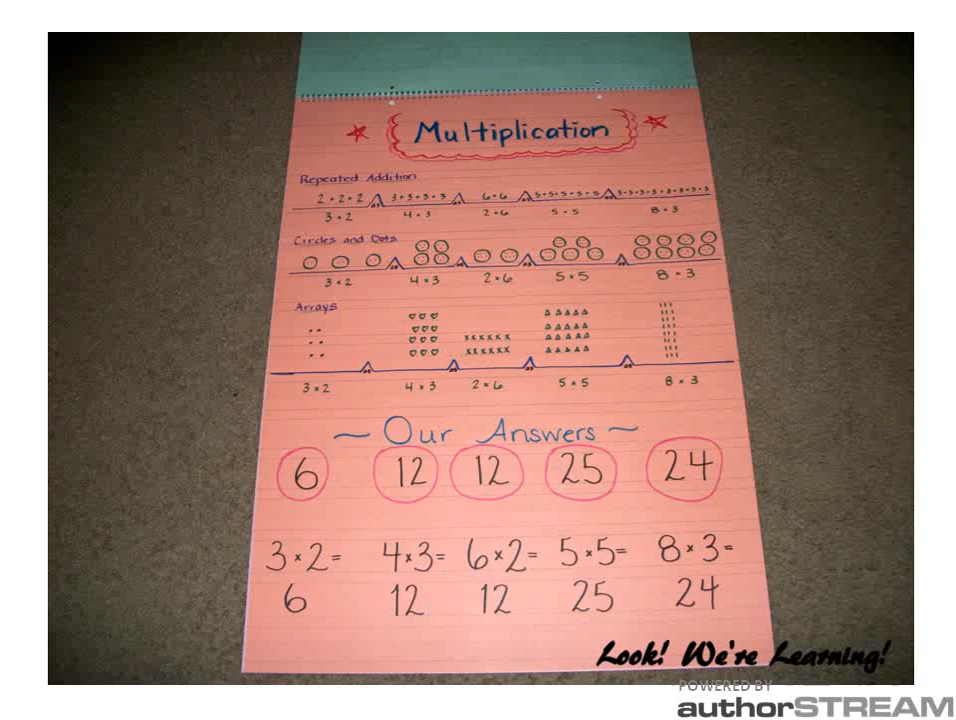 Multiplication
Repeated Addition
2+2+2 3+3+3+3 6+6 5+5+5+5+5 3+3+3+3+3+3+3+3
3×2 4×3 2×6 5×5 8×3
Circles and Dots
3×2 4×3 2×6 5×5 8×3
Arrays
xxxxxx
xxxxxx
3×2 4×3 2×6 5×5 8×3
~ Our Answers ~
6 12 12 25 24
3×2= 4×3= 6×2= 5×5= 8×3=
6 12 12 25 24
Look! We're Learning!
POWERED BY
authorSTREAM